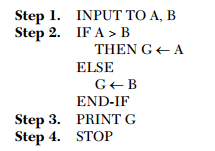 Step 1. INPUT TO A, B
Step 2. IF A > B
THEN G ← A
ELSE
G ← B
END-IF
Step 3. PRINT G
Step 4. STOP